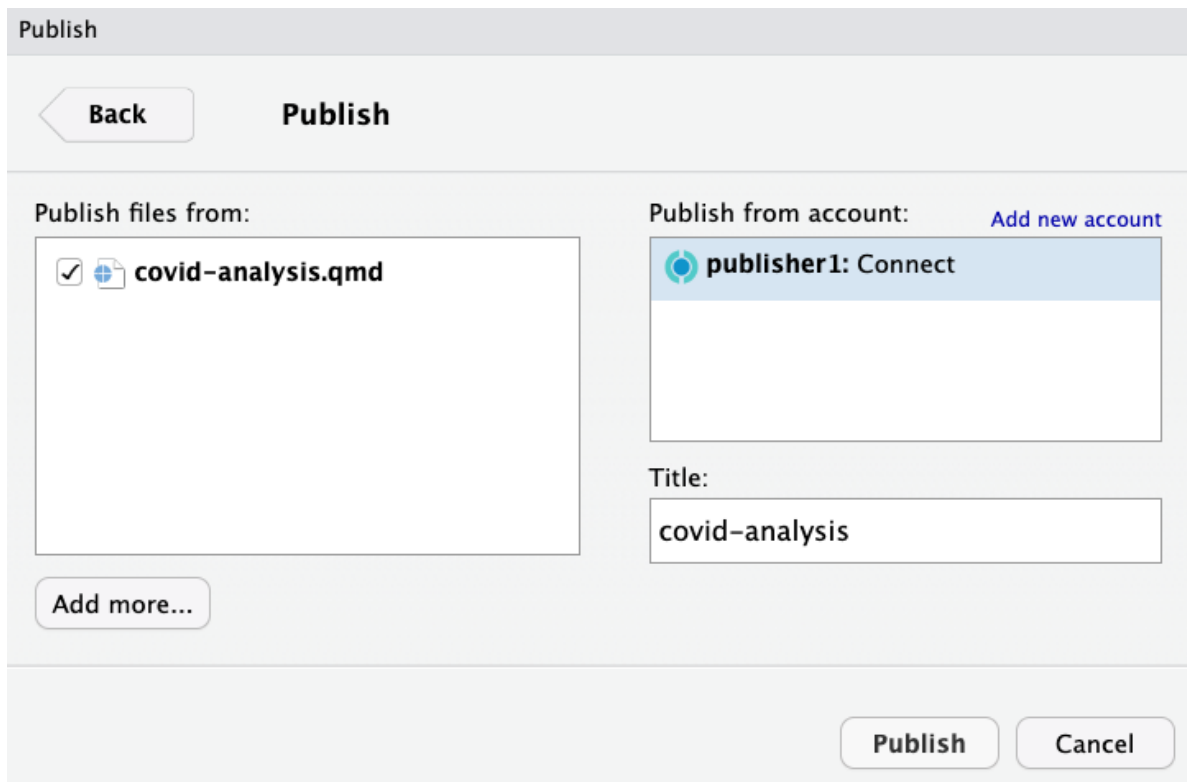 Publish
Back
Publish
Publish files from:
covid-analysis.qmd
Add more...
Publish from account:
Add new account
publisher1: Connect
Title:
covid-analysis
Publish
Cancel